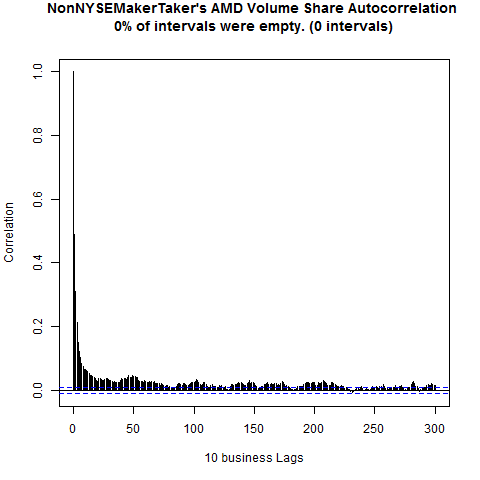 NonNYSEMakerTaker's AMD Volume Share Autocorrelation
0% of intervals were empty. (0 intervals)
Correlation
1.0
0.8
0.6
0.4
0.2
0.0
0 50 100 150 200 250 300
10 business Lags